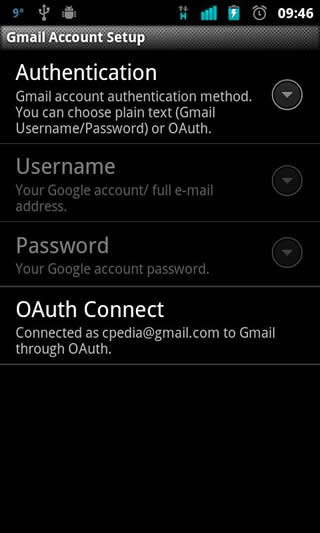 9°
H
09:46
Gmail Account Setup
Authentication
Gmail account authentication method.
You can choose plain text (Gmail
Username/Password) or OAuth.
Username
Your Google account/ full e-mail
address.
Password
Your Google account password.
OAuth Connect
Connected as cpedia@gmail.com to Gmail
through OAuth.